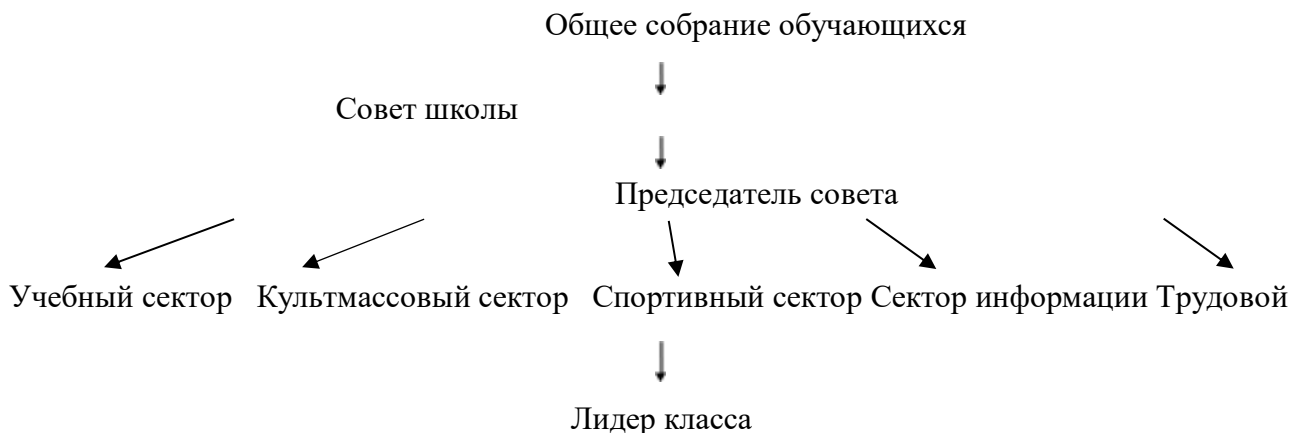 Общее собрание обучающихся
Совет школы
Председатель совета
Учебный сектор Культмассовый сектор Спортивный сектор Сектор информации Трудовой
Лидер класса